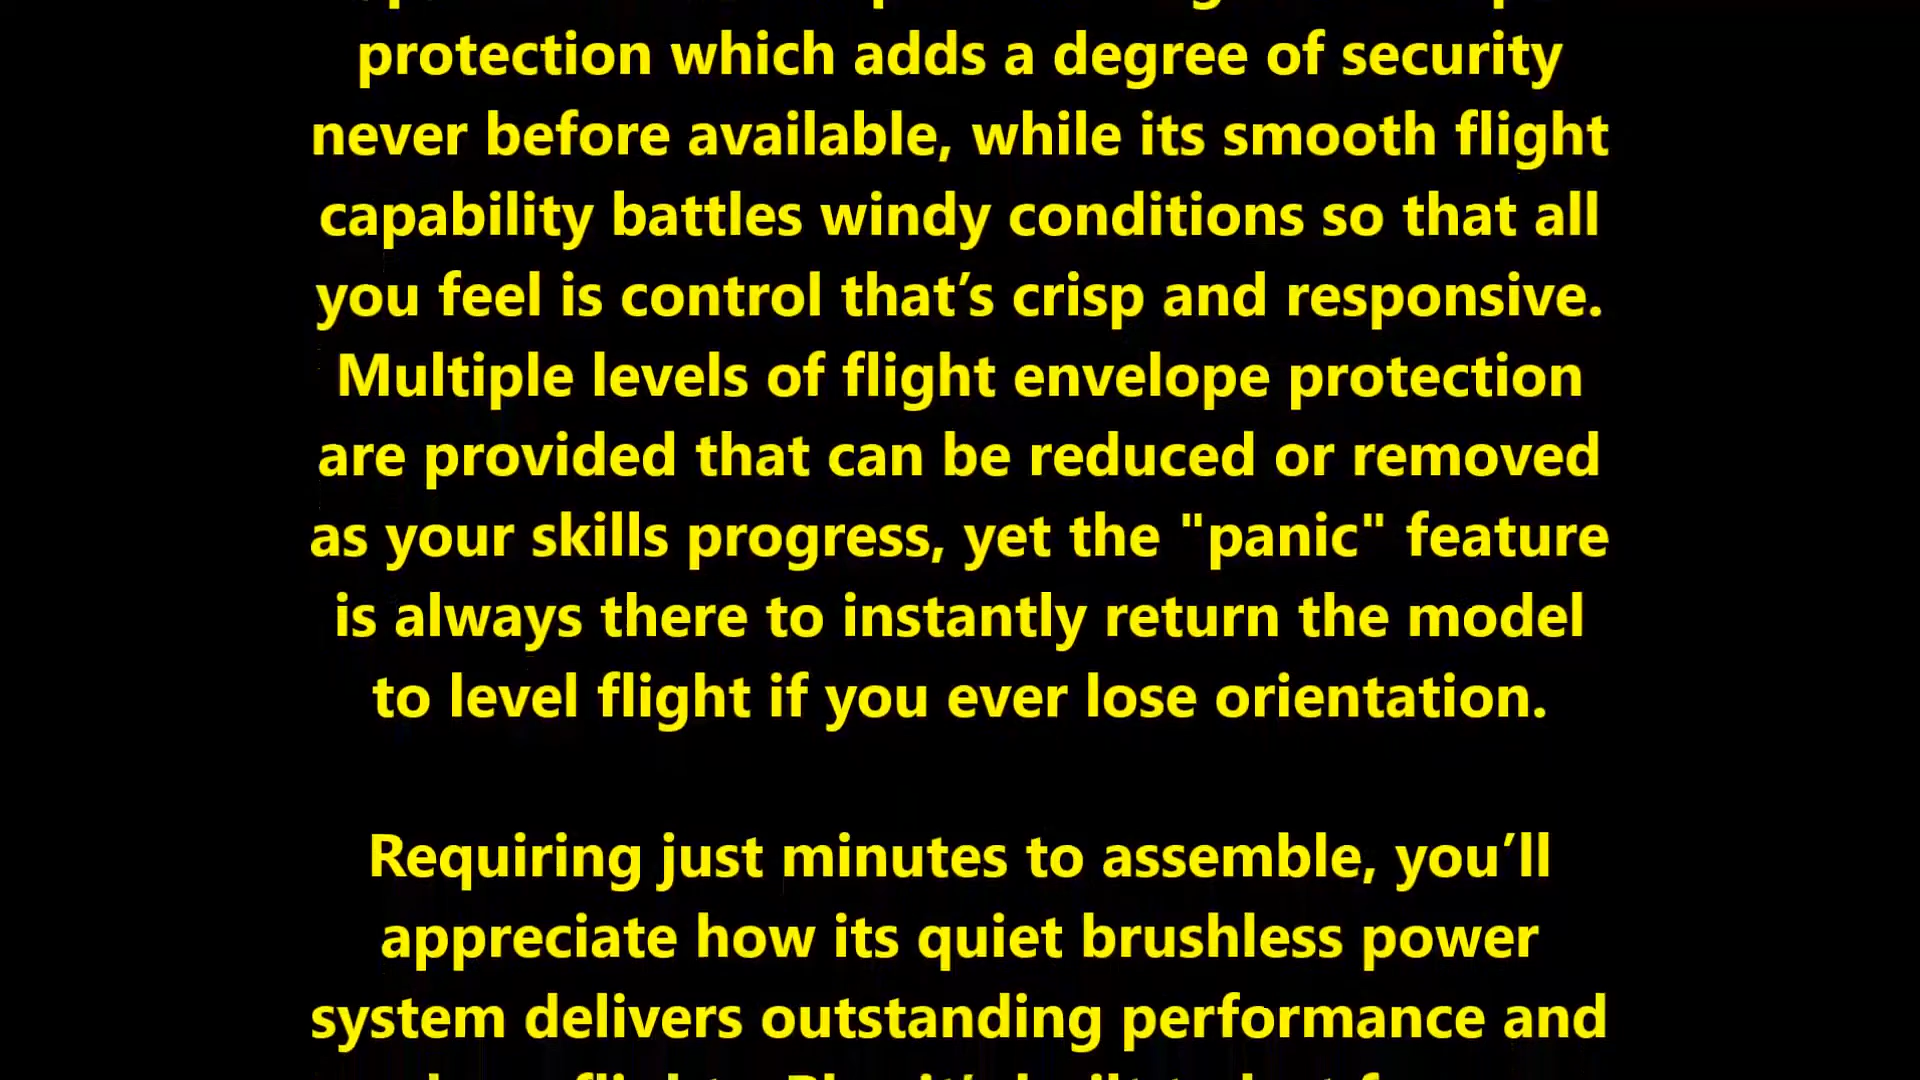 protection which adds a degree of security
never before available, while its smooth flight
capability battles windy conditions so that all
you feel is control that’s crisp and responsive.
Multiple levels of flight envelope protection
are provided that can be reduced or removed
as your skills progress, yet the "panic" feature
is always there to instantly return the model
to level flight if you ever lose orientation.
Requiring just minutes to assemble, you’ll
appreciate how its quiet brushless power
system delivers outstanding performance and